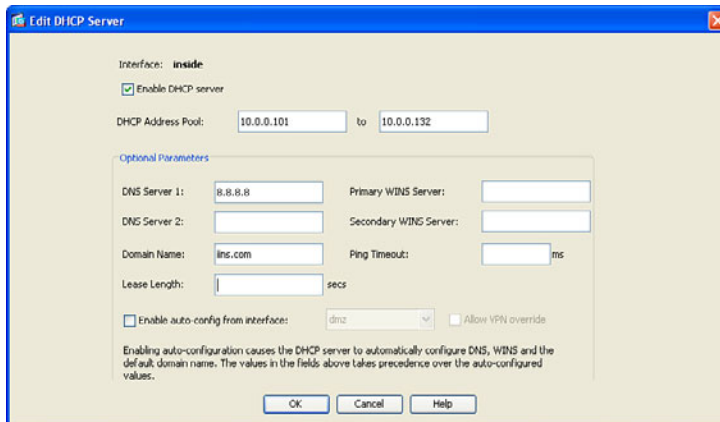 Edit DHCP Server
Interface: inside
Enable DHCP server
DHCP Address Pool: 10.0.0.101 to 10.0.0.132
Optional Parameters
DNS Server 1: 8.8.8.8 Primary WINS Server:
DNS Server 2: Secondary WINS Server:
Domain Name: iins.com Ping Timeout: ms
Lease Length: secs
Enable auto-config from interface: dmz Allow VPN override
Enabling auto-configuration causes the DHCP server to automatically configure DNS, WINS and the
default domain name. The values in the fields above takes precedence over the auto-configured
values.
OK Cancel Help